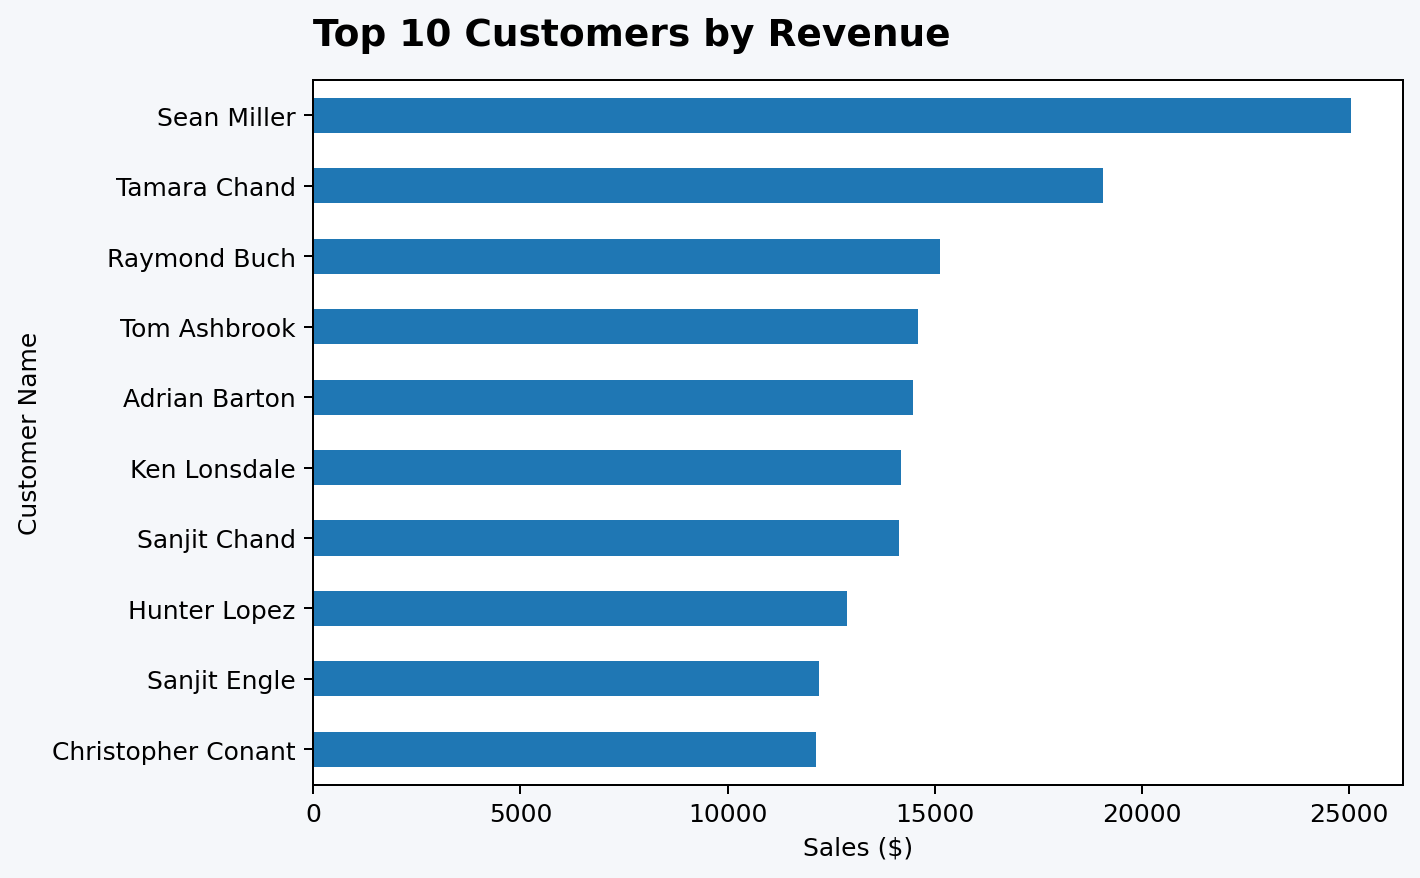 Top 10 Customers by Revenue
Customer Name
Sean Miller
Tamara Chand
Raymond Buch
Tom Ashbrook
Adrian Barton
Ken Lonsdale
Sanjit Chand
Hunter Lopez
Sanjit Engle
Christopher Conant
0 5000 10000 15000 20000 25000
Sales ($)